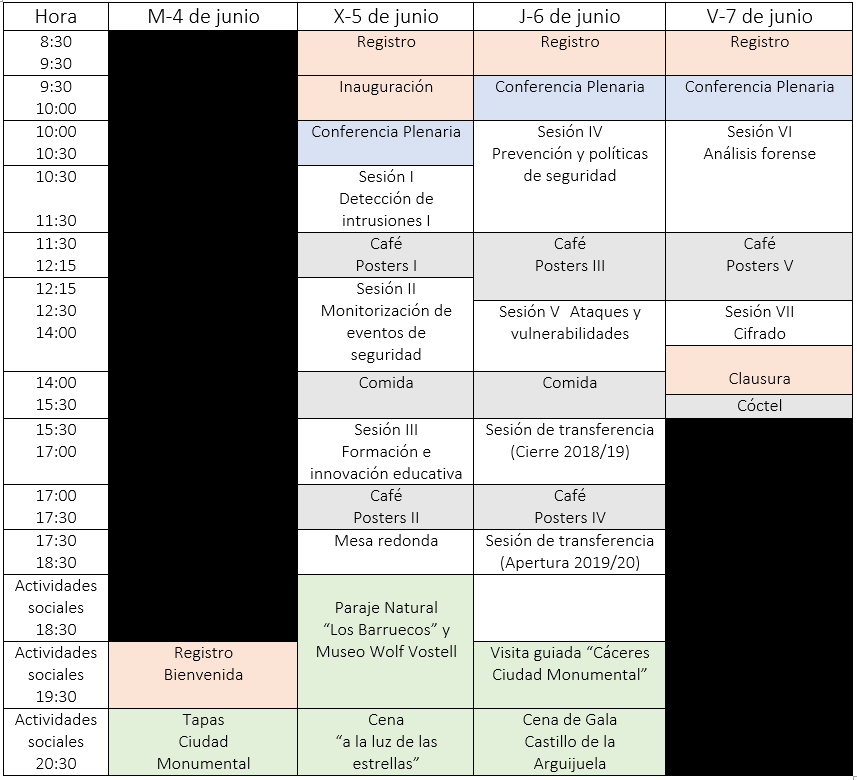 Hora M-4 de junio X-5 de junio J-6 de junio V-7 de junio
8:30 Registro Registro Registro
9:30
9:30 Inauguración Conferencia Plenaria Conferencia Plenaria
10:00
10:00 Conferencia Plenaria Sesión IV Sesión VI
10:30 Prevención y políticas Análisis forense
10:30 Sesión I de seguridad
Detección de
11:30 intrusiones I
11:30 Café Café Café
12:15 Posters I Posters III Posters V
12:15 Sesión II
12:30 Monitorización de Sesión V Ataques y Sesión VII
14:00 eventos de vulnerabilidades Cifrado
seguridad
14:00 Comida Comida Clausura
15:30 Cóctel
15:30 Sesión III Sesión de transferencia
17:00 Formación e (Cierre 2018/19)
innovación educativa
17:00 Café Café
17:30 Posters II Posters IV
17:30 Mesa redonda Sesión de transferencia
18:30 (Apertura 2019/20)
Actividades
sociales Paraje Natural
18:30 “Los Barruecos” y
Actividades Registro Museo Wolf Vostell Visita guiada “Cáceres
sociales Bienvenida Ciudad Monumental”
19:30
Actividades Tapas Cena Cena de Gala
sociales Ciudad “a la luz de las Castillo de la
20:30 Monumental estrellas” Arguijuela